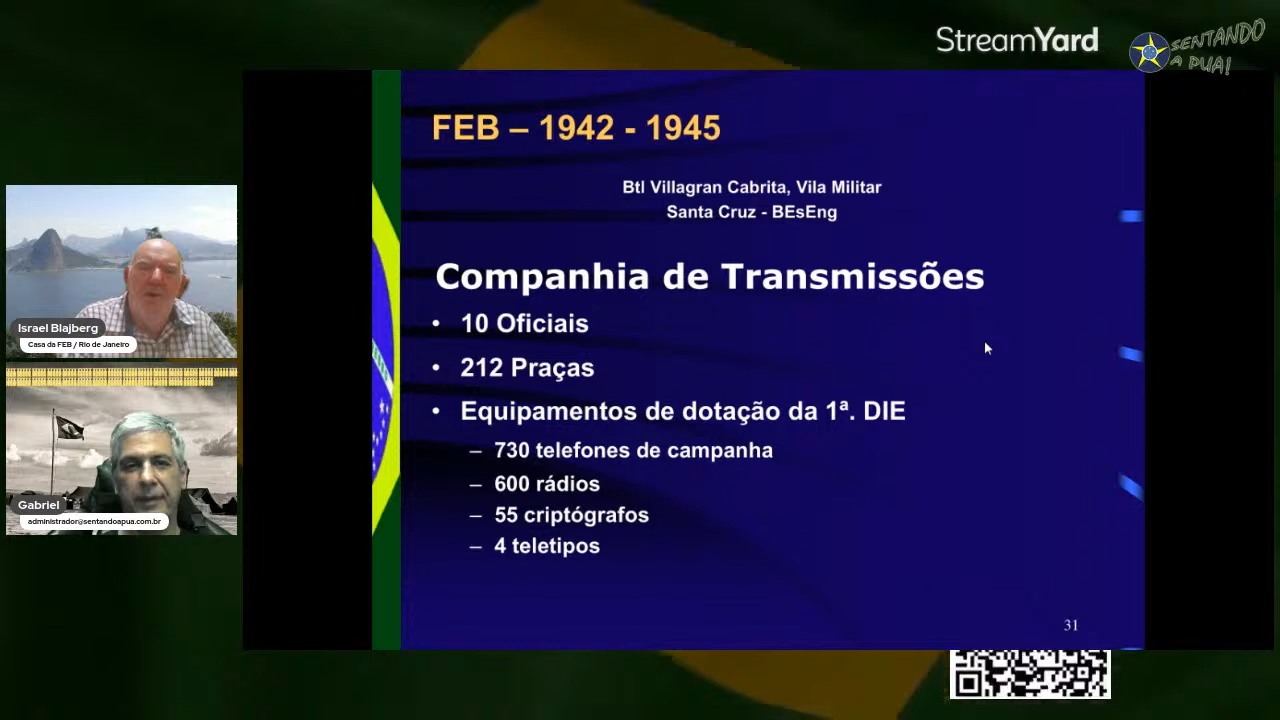 StreamYard
SENTANDO
A PUA!
FEB – 1942 - 1945
Btl Villagran Cabrita, Vila Militar
Santa Cruz - BEsEng
Companhia de Transmissões
• 10 Oficiais
• 212 Praças
• Equipamentos de dotação da 1ª. DIE
– 730 telefones de campanha
– 600 rádios
– 55 criptógrafos
– 4 teletipos
31
Israel Blajberg
Casa da FEB / Rio de Janeiro
Gabriel
administrador@sentandoapua.com.br